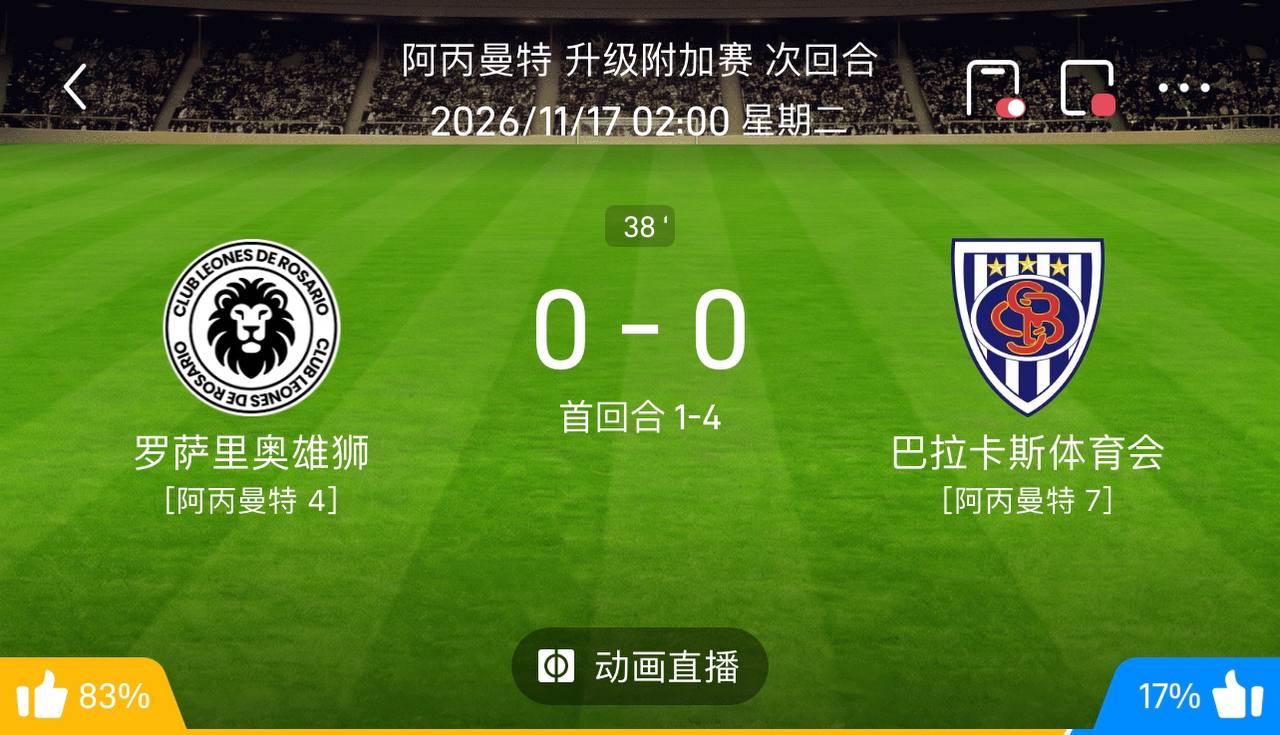 阿丙曼特 升级附加赛 次回合
2026/11/17 02:00 星期二
38 '
CLUB LEONES DE ROSARIO
CLUB LEONES DE ROSARIO
0 - 0
首回合 1-4
罗萨里奥雄狮
[阿丙曼特 4]
巴拉卡斯体育会
[阿丙曼特 7]
动画直播
83%
17%